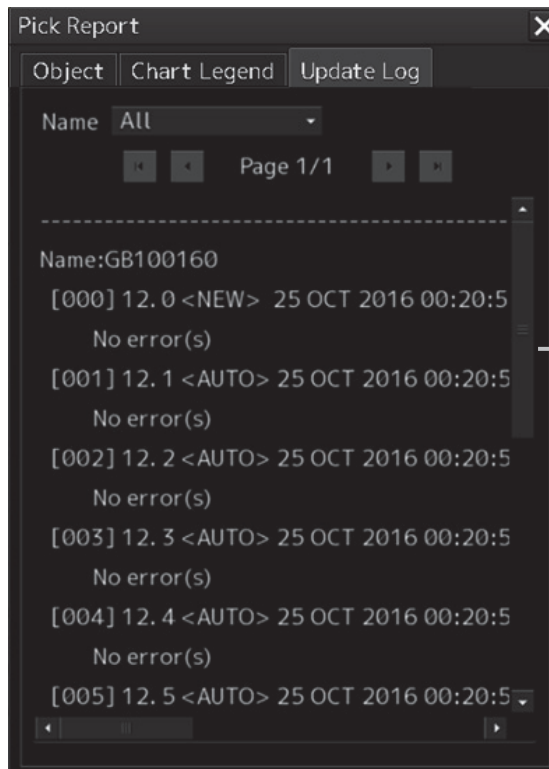 Pick Report
Object Chart Legend Update Log
Name All
Page 1/1
--------------------------------------------------
Name:GB100160
[000] 12.0 <NEW> 25 OCT 2016 00:20:5
No error(s)
[001] 12.1 <AUTO> 25 OCT 2016 00:20:5
No error(s)
[002] 12.2 <AUTO> 25 OCT 2016 00:20:5
No error(s)
[003] 12.3 <AUTO> 25 OCT 2016 00:20:5
No error(s)
[004] 12.4 <AUTO> 25 OCT 2016 00:20:5
No error(s)
[005] 12.5 <AUTO> 25 OCT 2016 00:20:5